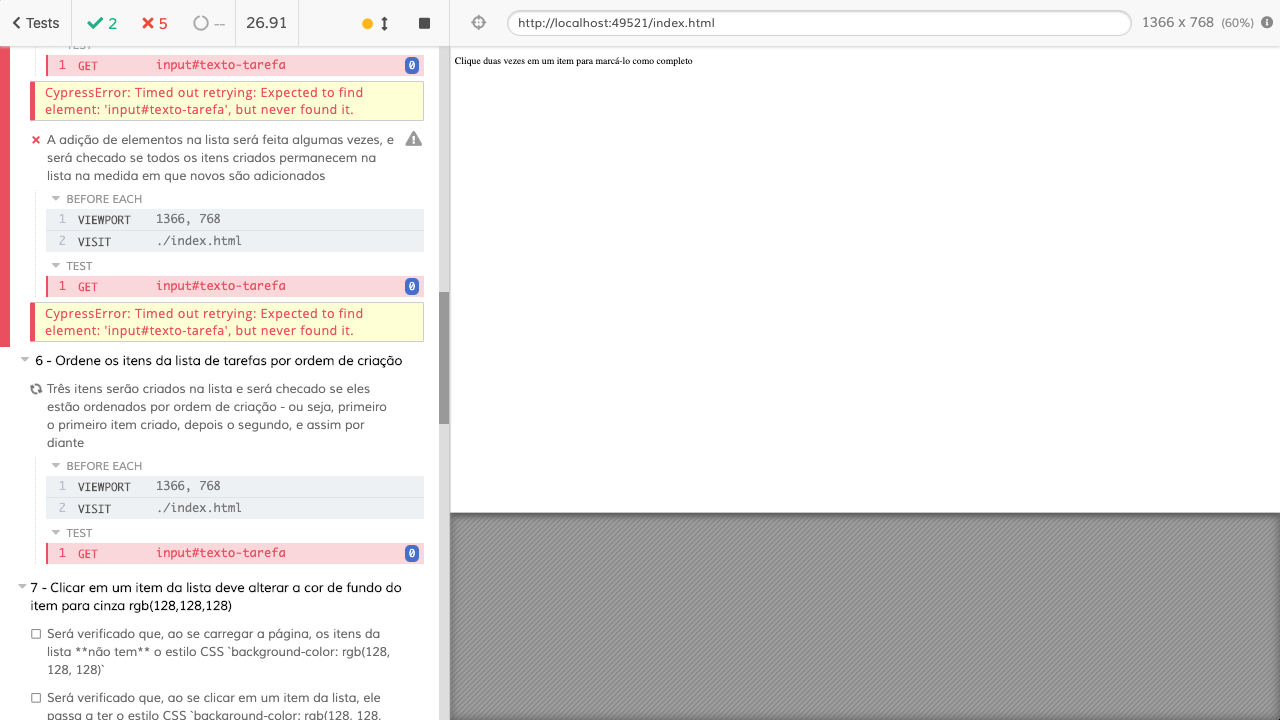 Tests 2 5 -- 26.91 http://localhost:49521/index.html 1366 x 768 (60%)
TEST
1 GET input#texto-tarefa 0
CypressError: Timed out retrying: Expected to find
element: 'input#texto-tarefa', but never found it.
A adição de elementos na lista será feita algumas vezes, e
será checado se todos os itens criados permanecem na
lista na medida em que novos são adicionados
BEFORE EACH
1 VIEWPORT 1366, 768
2 VISIT ./index.html
TEST
1 GET input#texto-tarefa 0
CypressError: Timed out retrying: Expected to find
element: 'input#texto-tarefa', but never found it.
6 - Ordene os itens da lista de tarefas por ordem de criação
Três itens serão criados na lista e será checado se eles
estão ordenados por ordem de criação - ou seja, primeiro
o primeiro item criado, depois o segundo, e assim por
diante
BEFORE EACH
1 VIEWPORT 1366, 768
2 VISIT ./index.html
TEST
1 GET input#texto-tarefa 0
7 - Clicar em um item da lista deve alterar a cor de fundo do
item para cinza rgb(128,128,128)
Será verificado que, ao se carregar a página, os itens da
lista **não tem** o estilo CSS `background-color: rgb(128,
128, 128)`
Será verificado que, ao se clicar em um item da lista, ele
passa a ter o estilo CSS `background-color: rgb(128, 128,
Clique duas vezes em um item para marcá-lo como completo